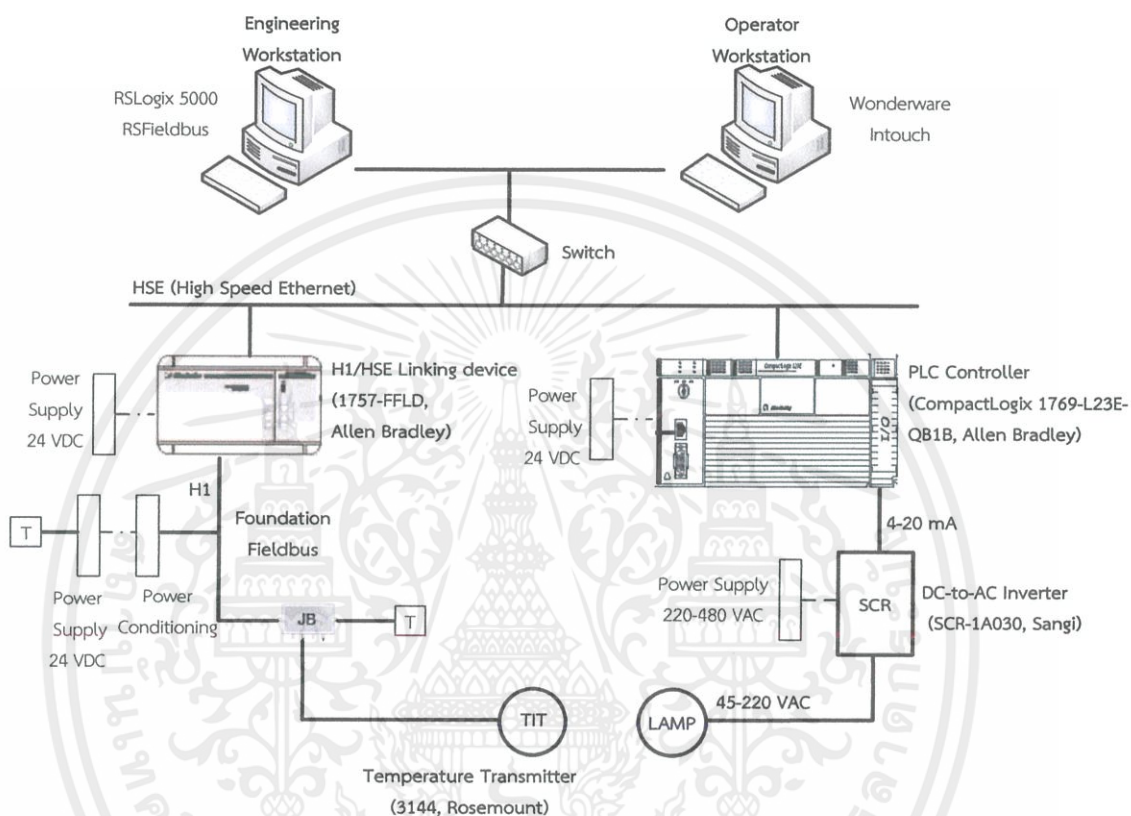 Engineering
Workstation
RSLogix 5000
RSFieldbus
Operator
Workstation
Wonderware
Intouch
Switch
HSE (High Speed Ethernet)
Power
Supply
24 VDC
H1/HSE Linking device
(1757-FFLD,
Allen Bradley)
Power
Supply
24 VDC
PLC Controller
(CompactLogix 1769-L23E-
QB1B, Allen Bradley)
H1
Foundation
Fieldbus
T
Power
Supply
24 VDC
Power
Conditioning
JB
T
4-20 mA
Power Supply
220-480 VAC
SCR
DC-to-AC Inverter
(SCR-1A030, Sangi)
45-220 VAC
TIT
LAMP
Temperature Transmitter
(3144, Rosemount)